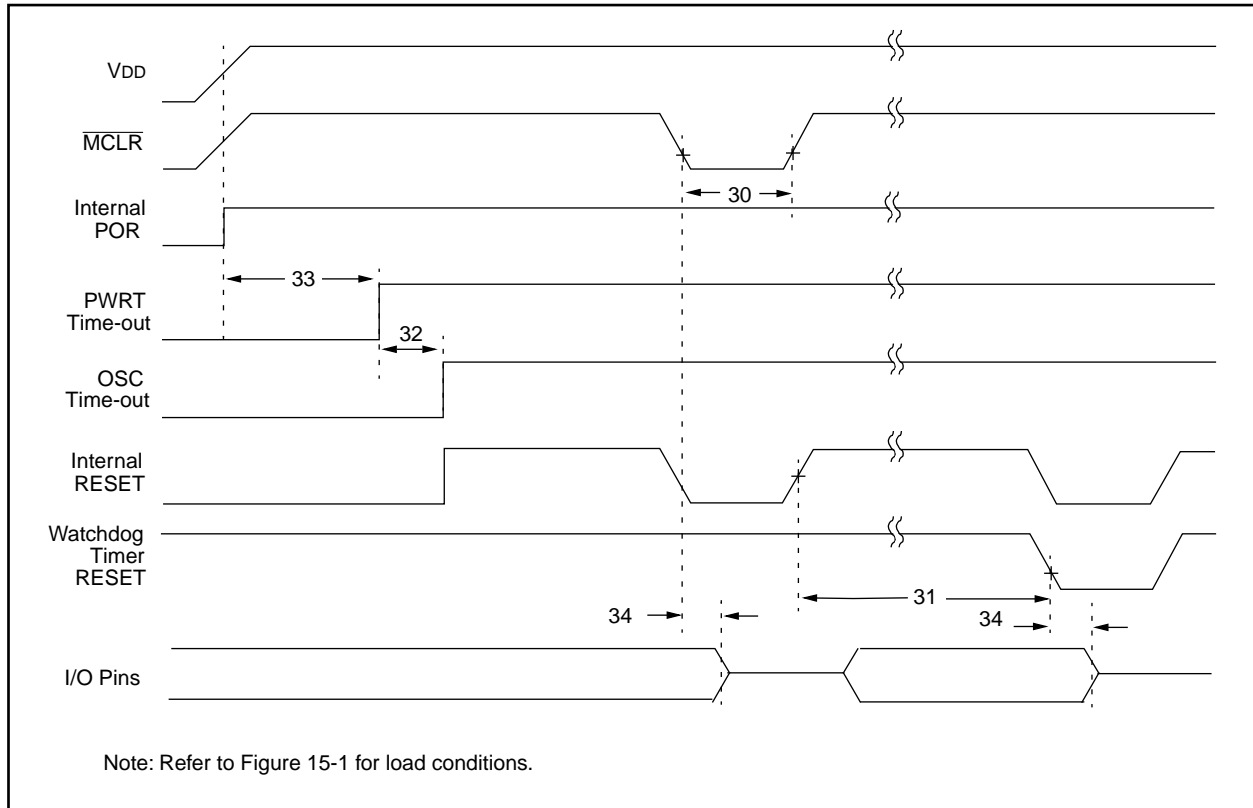 VDD
MCLR
30
Internal
POR
33
PWRT
Time-out
32
OSC
Time-out
Internal
RESET
Watchdog
Timer
RESET
31
34
34
I/O Pins
Note: Refer to Figure 15-1 for load conditions.